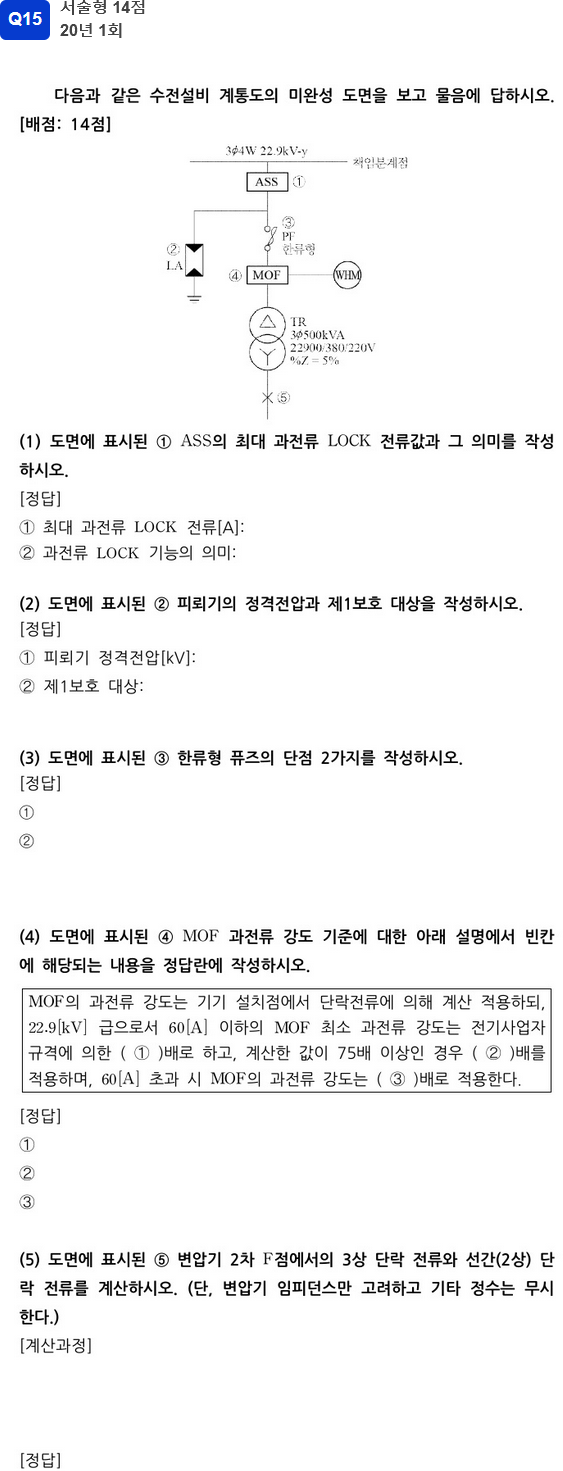 Q15
서술형 14점
20년 1회
다음과 같은 수전설비 계통도의 미완성 도면을 보고 물음에 답하시오.
[배점: 14점]
3φ4W 22.9kV-y
책임분계점
ASS ①
③
PF
한류형
②
LA
④ MOF
WHM
TR
3φ500kVA
22900/380/220V
%Z = 5%
⑤
(1) 도면에 표시된 ① ASS의 최대 과전류 LOCK 전류값과 그 의미를 작성
하시오.
[정답]
① 최대 과전류 LOCK 전류[A]:
② 과전류 LOCK 기능의 의미:
(2) 도면에 표시된 ② 피뢰기의 정격전압과 제1보호 대상을 작성하시오.
[정답]
① 피뢰기 정격전압[kV]:
② 제1보호 대상:
(3) 도면에 표시된 ③ 한류형 퓨즈의 단점 2가지를 작성하시오.
[정답]
①
②
(4) 도면에 표시된 ④ MOF 과전류 강도 기준에 대한 아래 설명에서 빈칸
에 해당되는 내용을 정답란에 작성하시오.
MOF의 과전류 강도는 기기 설치점에서 단락전류에 의해 계산 적용하되,
22.9[kV] 급으로서 60[A] 이하의 MOF 최소 과전류 강도는 전기사업자
규격에 의한 ( ① )배로 하고, 계산한 값이 75배 이상인 경우 ( ② )배를
적용하며, 60[A] 초과 시 MOF의 과전류 강도는 ( ③ )배로 적용한다.
[정답]
①
②
③
(5) 도면에 표시된 ⑤ 변압기 2차 F점에서의 3상 단락 전류와 선간(2상) 단
락 전류를 계산하시오. (단, 변압기 임피던스만 고려하고 기타 정수는 무시
한다.)
[계산과정]
[정답]